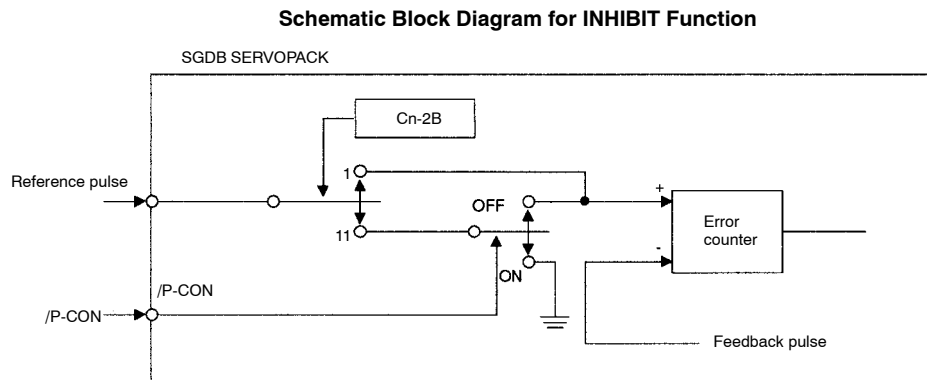 Schematic Block Diagram for INHIBIT Function
SGDB SERVOPACK
Cn-2B
Reference pulse
1
OFF
+
Error
counter
11
-
ON
/P-CON
/P-CON
Feedback pulse